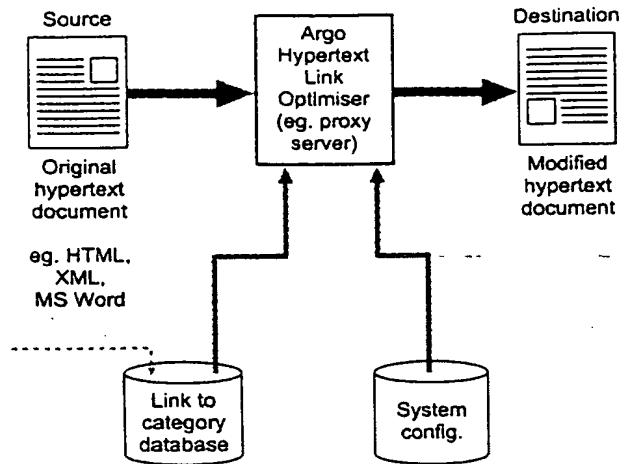 Source
Original
hypertext
document
eg. HTML,
XML,
MS Word
Argo
Hypertext
Link
Optimiser
(eg. proxy
server)
Destination
Modified
hypertext
document
Link to
category
database
System
config.